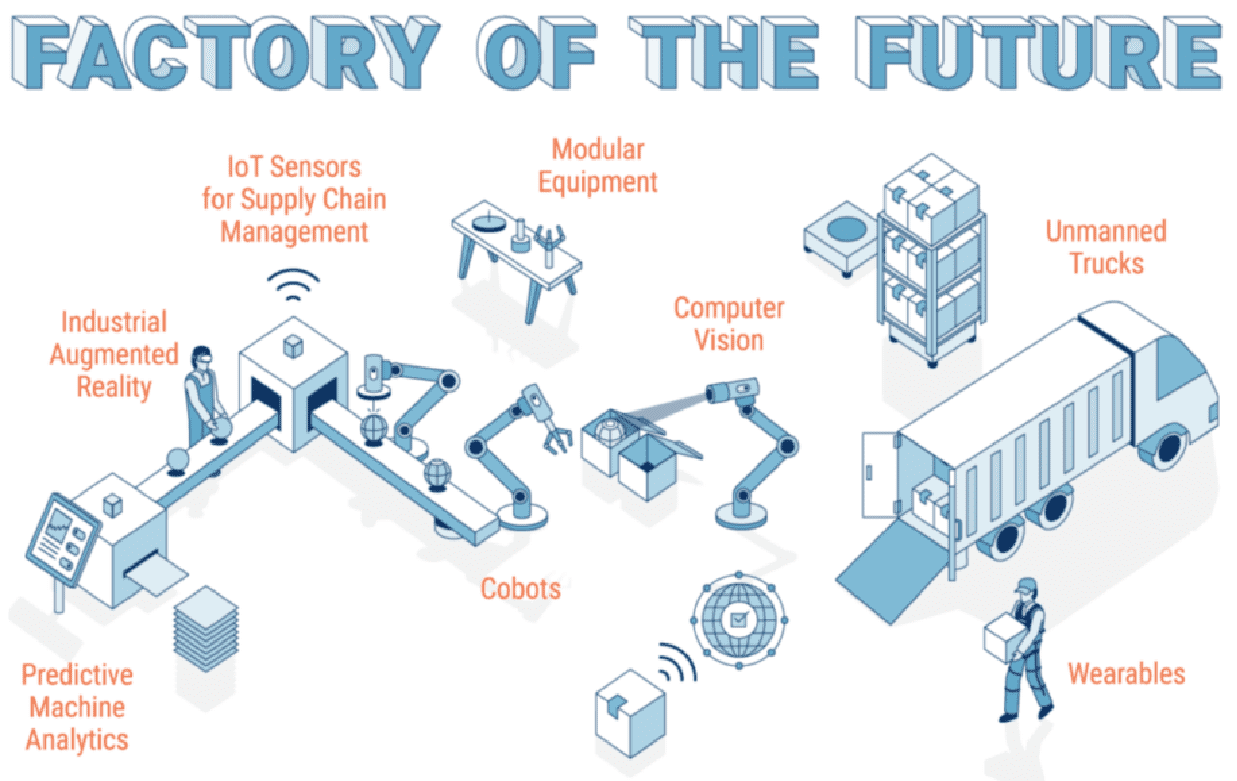 FACTORY OF THE FUTURE
IoT Sensors
for Supply Chain
Management
Modular
Equipment
Unmanned
Trucks
Industrial
Augmented
Reality
Computer
Vision
Cobots
Predictive
Machine
Analytics
Wearables